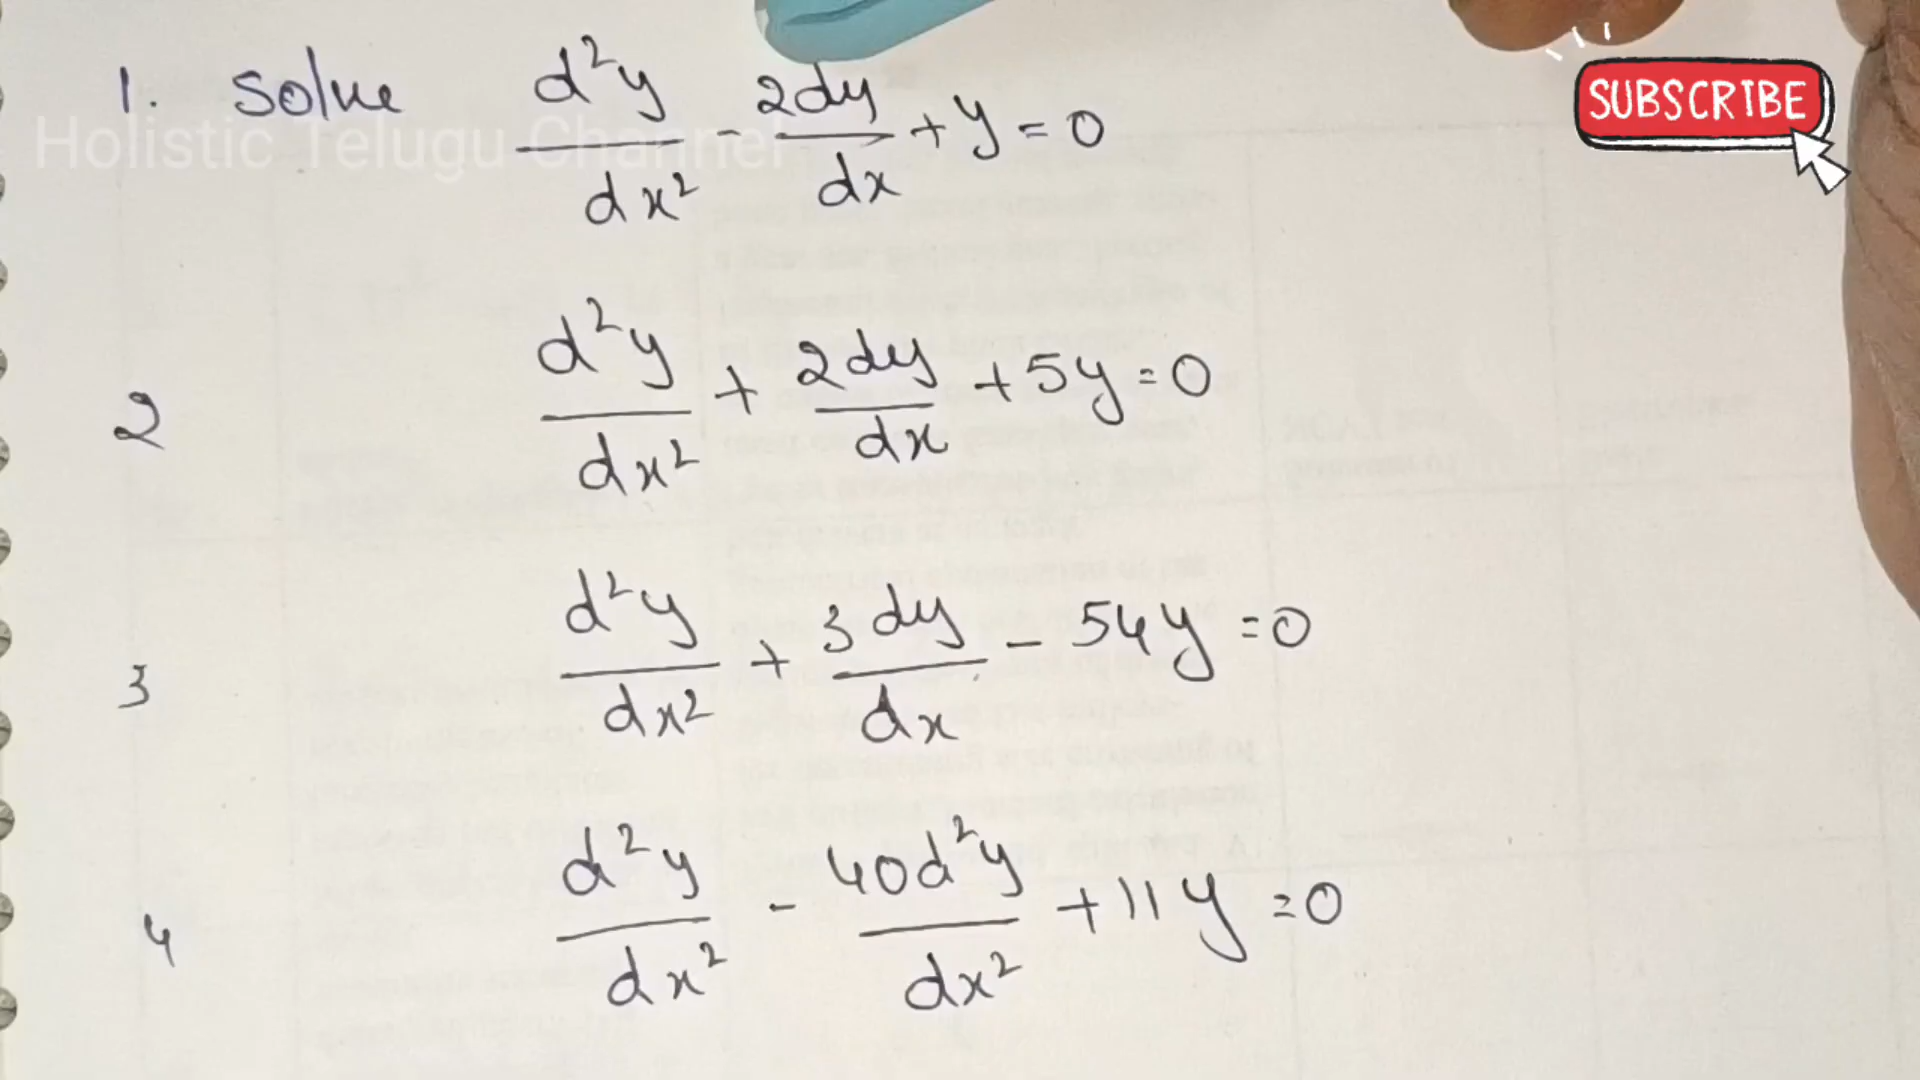 1. Solve d²y/dx² - 2dy/dx + y = 0
Holistic Telugu Channel
SUBSCRIBE
2 d²y/dx² + 2dy/dx + 5y = 0
3 d²y/dx² + 3dy/dx - 54y = 0
4 d²y/dx² - 40d²y/dx² + 11y = 0